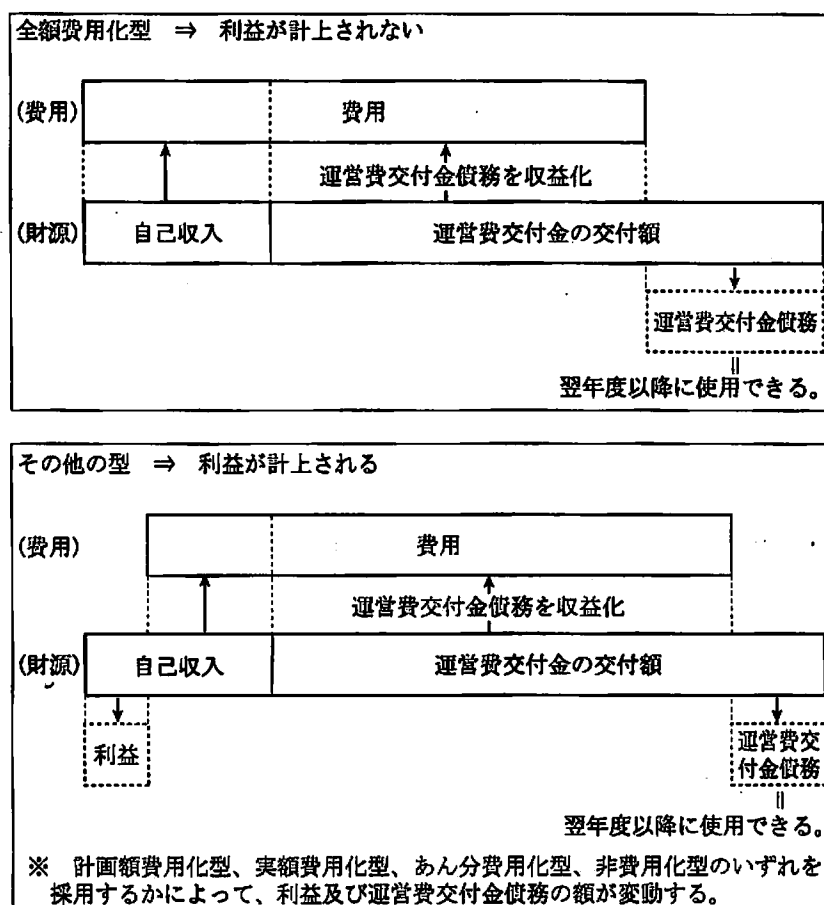 全額費用化型 ⇒ 利益が計上されない
(費用) 費用
運営費交付金債務を収益化
(財源) 自己収入 運営費交付金の交付額
運営費交付金債務
||
翌年度以降に使用できる。
その他の型 ⇒ 利益が計上される
(費用) 費用
運営費交付金債務を収益化
(財源) 自己収入 運営費交付金の交付額
利益 運営費交
付金債務
||
翌年度以降に使用できる。
※ 計画額費用化型、実額費用化型、あん分費用化型、非費用化型のいずれを
採用するかによって、利益及び運営費交付金債務の額が変動する。